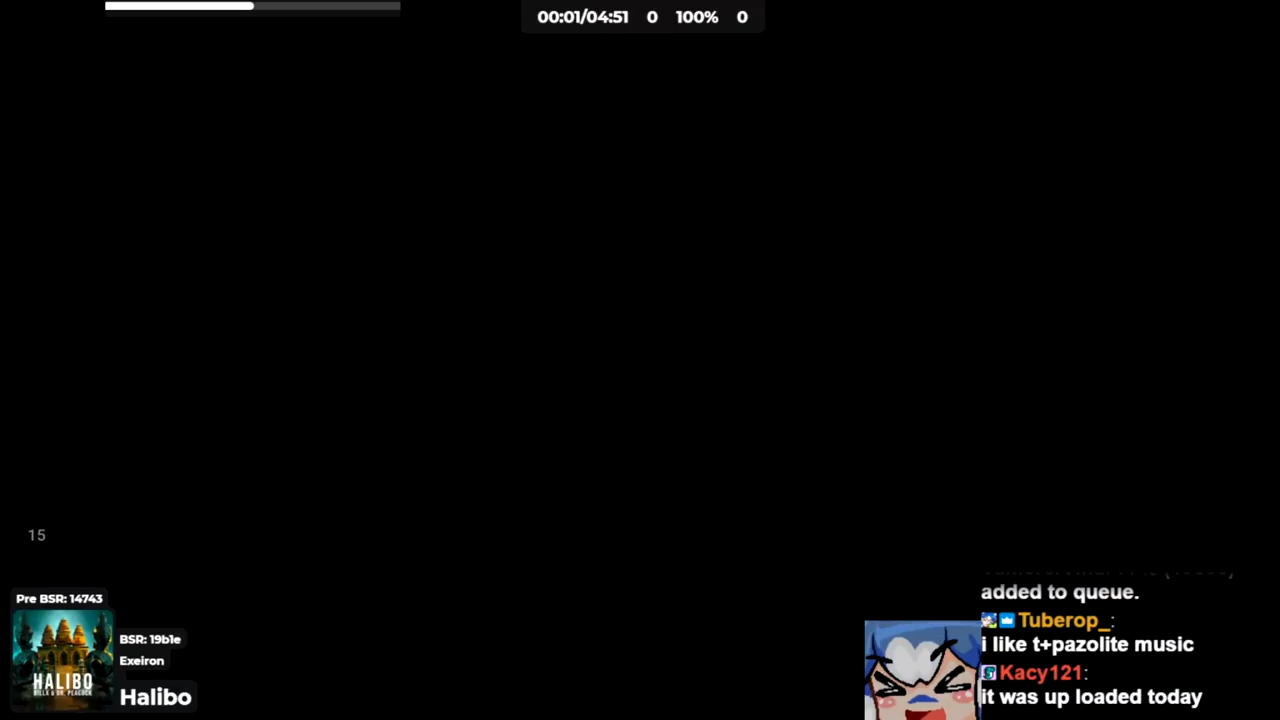 00:01/04:51 0 100% 0
15
Pre BSR: 14743
HALIBO
BSR: 19b1e
Exeiron
Halibo
added to queue.
Tuberop_:
i like t+pazolite music
Kacy121:
it was up loaded today